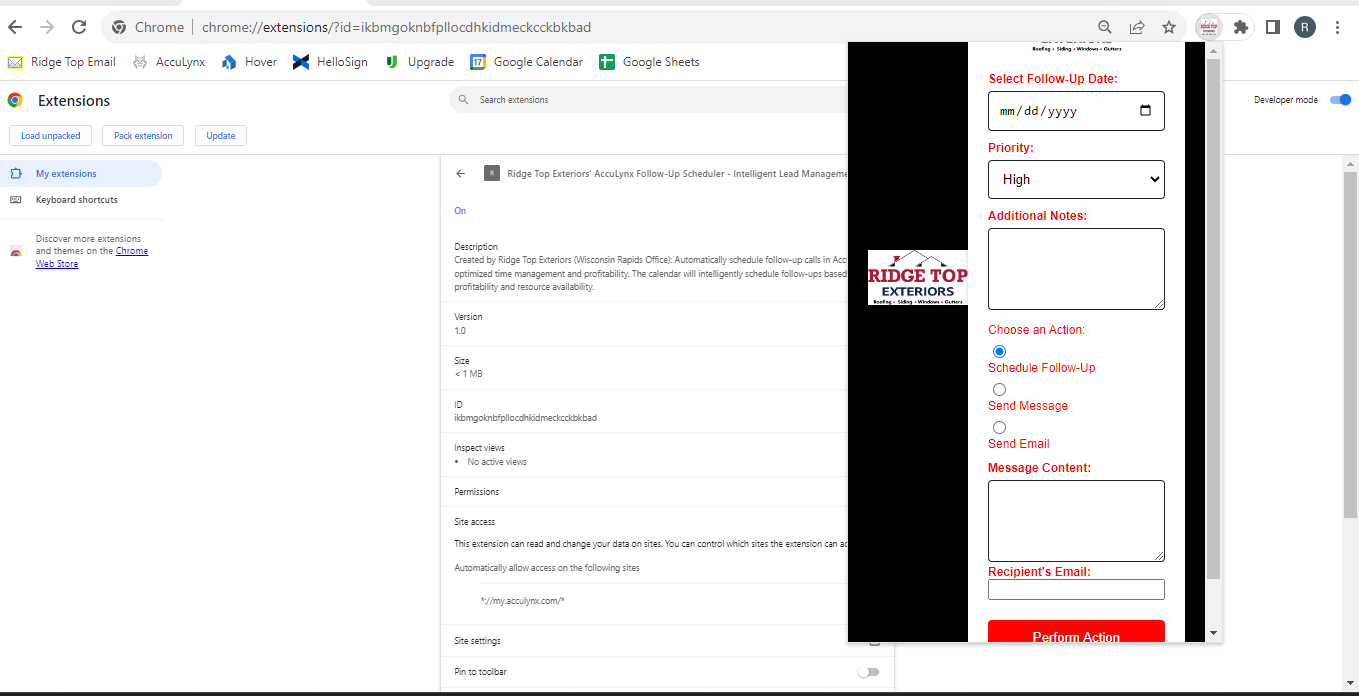 Chrome
chrome://extensions/?id=ikbmgoknbfpllocdhkidmeckcckbkbad
R
Ridge Top Email
AccuLynx
Hover
HelloSign
Upgrade
17
Google Calendar
Google Sheets
Extensions
Search extensions
Developer mode
Load unpacked
Pack extension
Update
My extensions
Keyboard shortcuts
Discover more extensions
and themes on the Chrome
Web Store
R
Ridge Top Exteriors' AccuLynx Follow-Up Scheduler - Intelligent Lead Manageme
On
Description
Created by Ridge Top Exteriors (Wisconsin Rapids Office): Automatically schedule follow-up calls in Acc
optimized time management and profitability. The calendar will intelligently schedule follow-ups based
profitability and resource availability.
Version
1.0
Size
< 1 MB
ID
ikbmgoknbfpllocdhkidmeckcckbkbad
Inspect views
• No active views
Permissions
Site access
This extension can read and change your data on sites. You can control which sites the extension can ac
Automatically allow access on the following sites
*://my.acculynx.com/*
Site settings
Pin to toolbar
RIDGE TOP
EXTERIORS
Roofing • Siding • Windows • Gutters
Roofing • Siding • Windows • Gutters
Select Follow-Up Date:
mm/dd/yyyy
Priority:
High
Additional Notes:
Choose an Action:
Schedule Follow-Up
Send Message
Send Email
Message Content:
Recipient's Email:
Perform Action